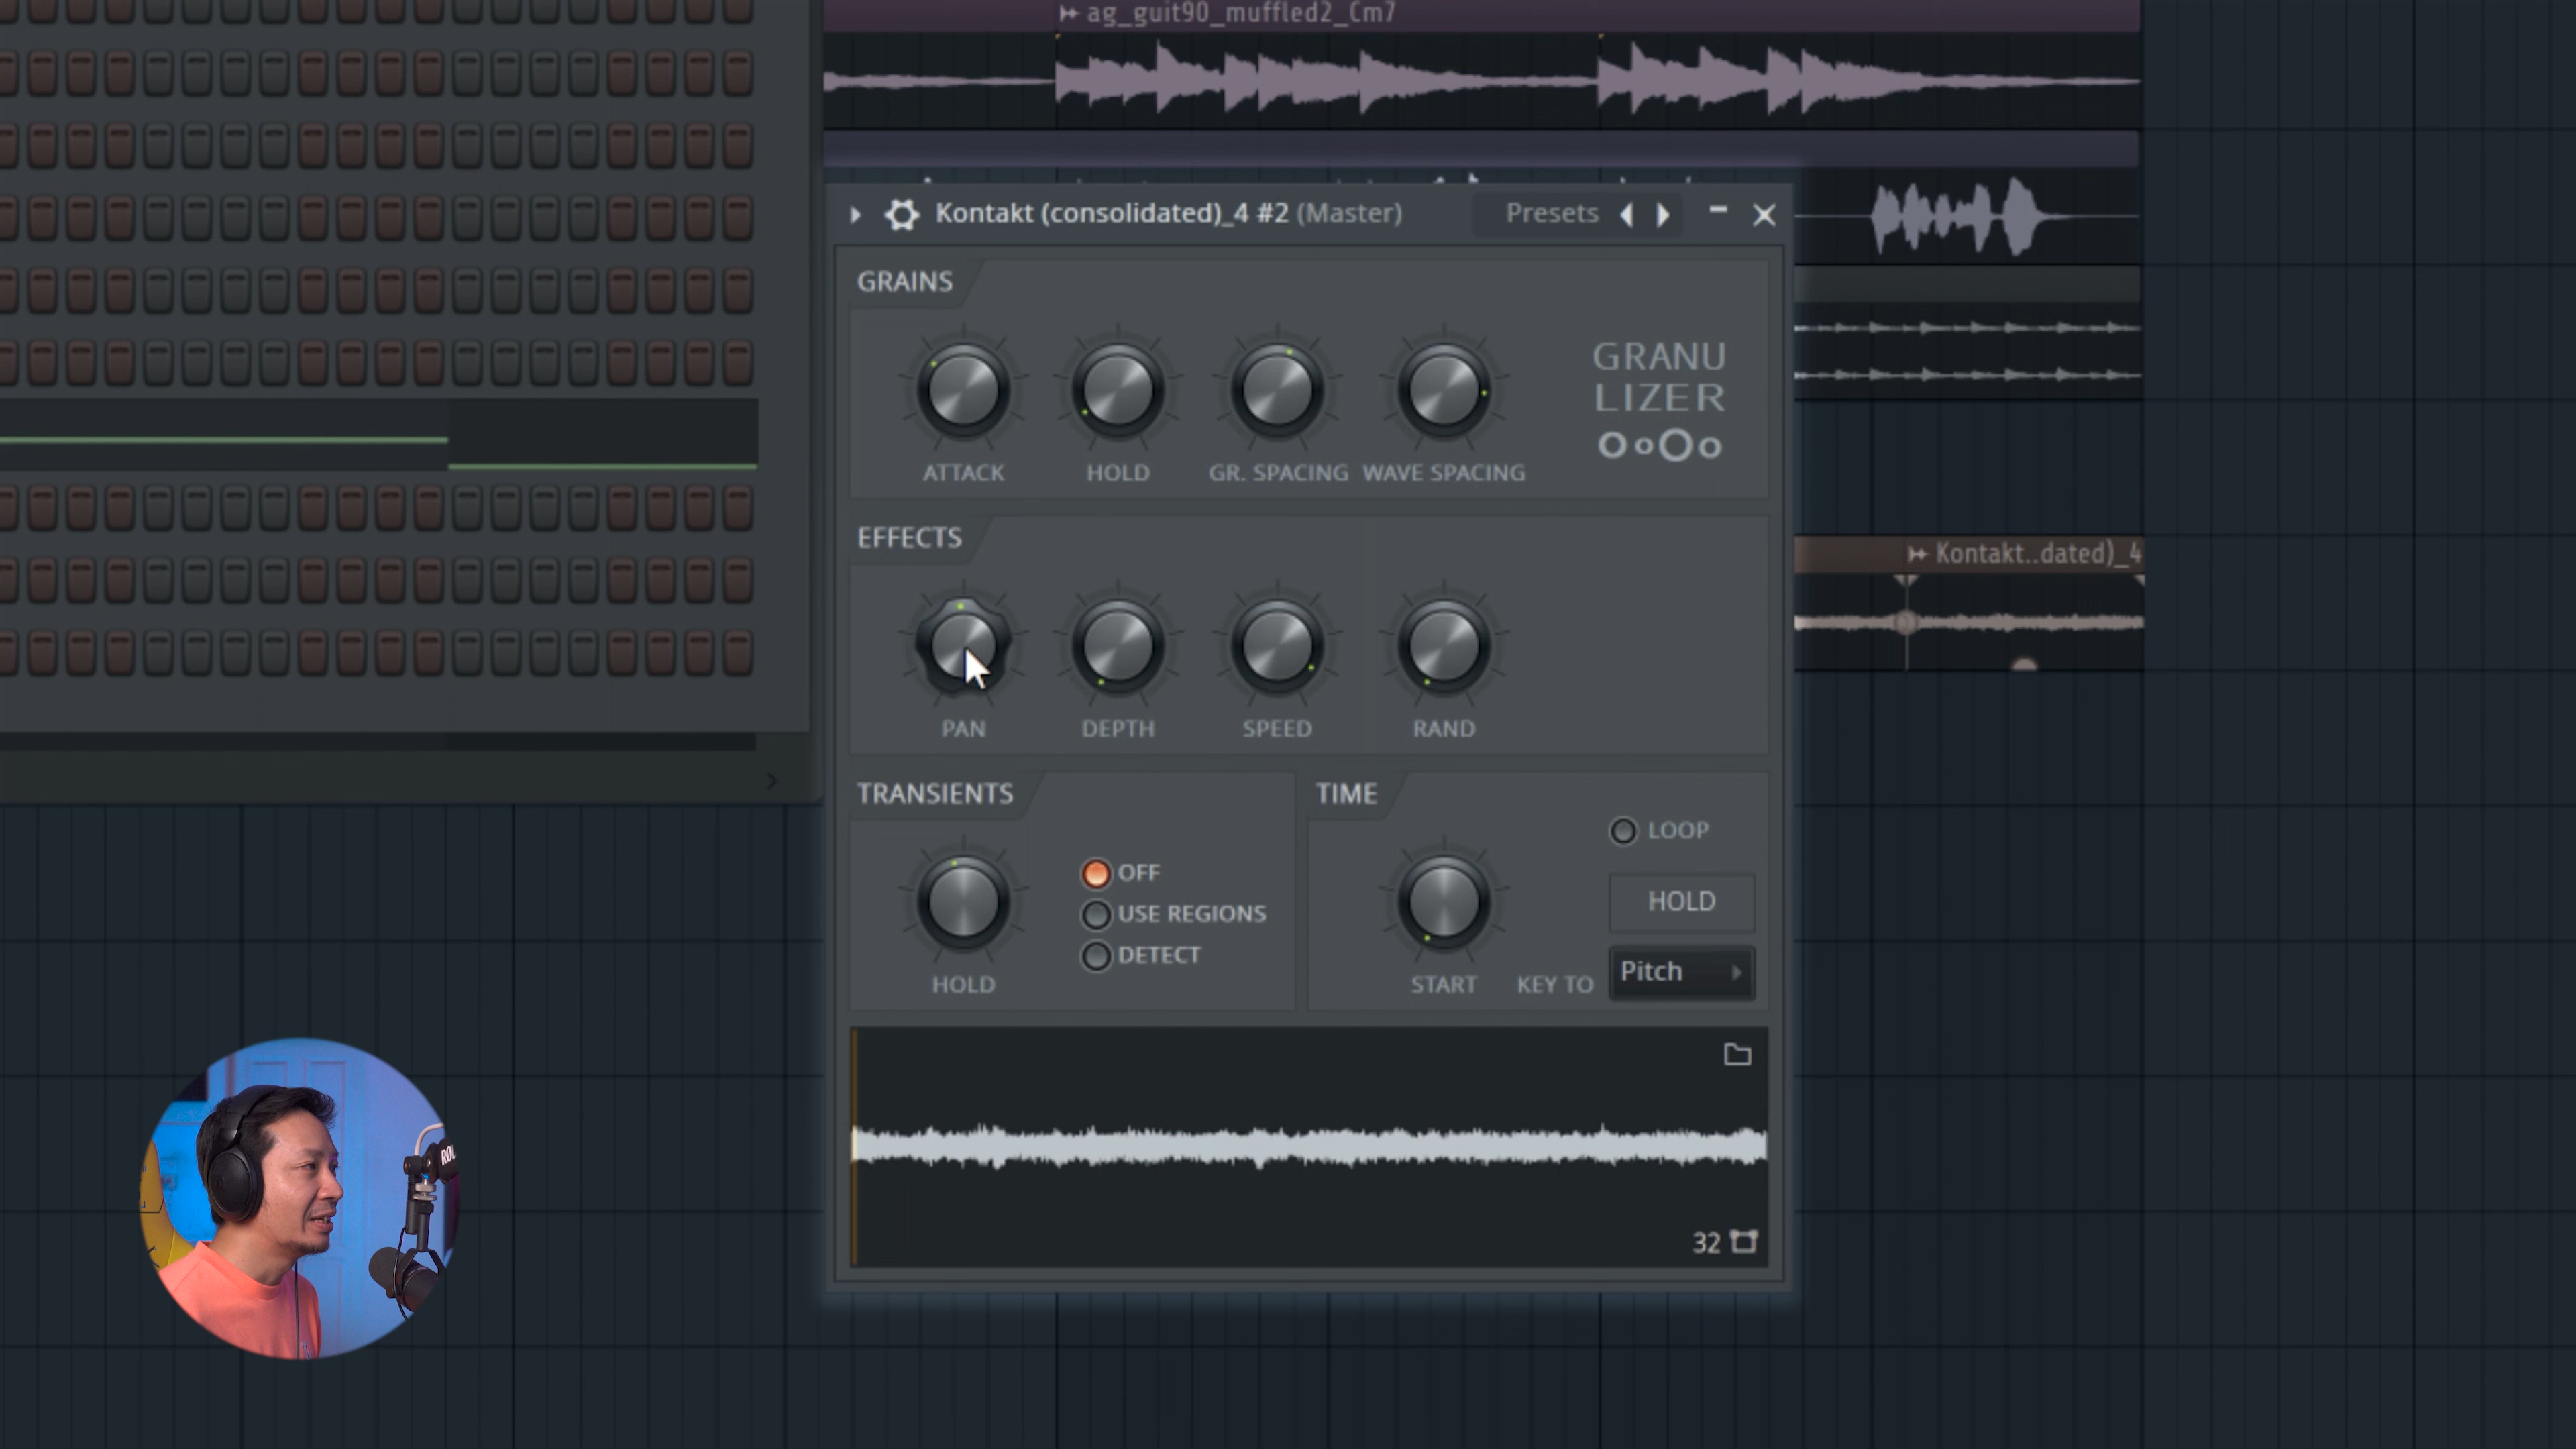 ag_guit90_muffled2_Cm7
Kontakt (consolidated)_4 #2 (Master)
Presets
GRAINS
ATTACK
HOLD
GR. SPACING
WAVE SPACING
GRANU
LIZER
Kontakt..dated)_4
EFFECTS
PAN
DEPTH
SPEED
RAND
TRANSIENTS
HOLD
OFF
USE REGIONS
DETECT
TIME
START
LOOP
HOLD
KEY TO
Pitch
32